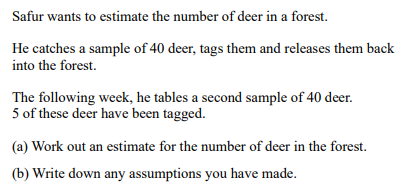 Safur wants to estimate the number of deer in a forest.
He catches a sample of 40 deer, tags them and releases them back
into the forest.
The following week, he tables a second sample of 40 deer.
5 of these deer have been tagged.
(a) Work out an estimate for the number of deer in the forest.
(b) Write down any assumptions you have made.